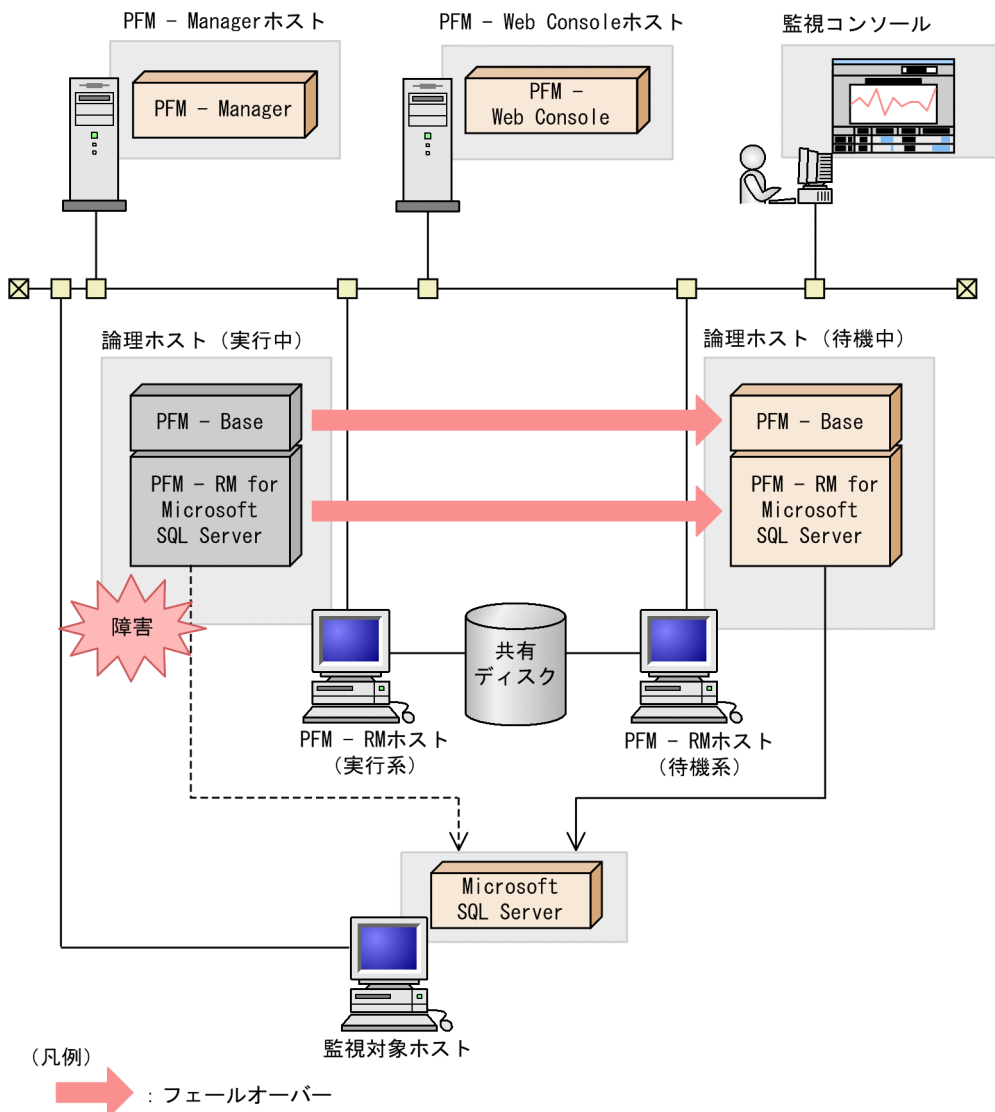 PFM - Managerホスト
PFM - Web Consoleホスト
監視コンソール
PFM - Manager
PFM -
Web Console
論理ホスト（実行中）
論理ホスト（待機中）
PFM - Base
PFM - Base
PFM - RM for
Microsoft
SQL Server
PFM - RM for
Microsoft
SQL Server
障害
共有
ディスク
PFM - RMホスト
（実行系）
PFM - RMホスト
（待機系）
Microsoft
SQL Server
監視対象ホスト
（凡例）
：フェールオーバー